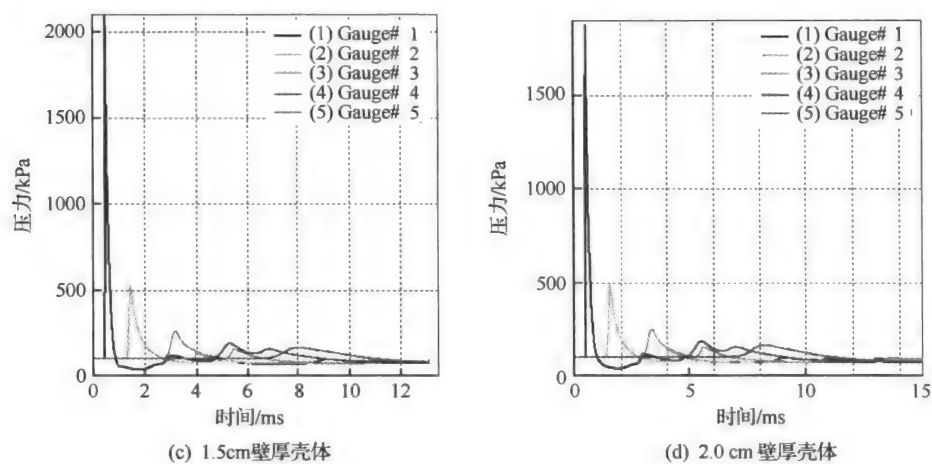 2000
1500
1000
500
0
压力/kPa
(1) Gauge# 1
(2) Gauge# 2
(3) Gauge# 3
(4) Gauge# 4
(5) Gauge# 5
0 2 4 6 8 10 12
时间/ms
(c) 1.5cm壁厚壳体
1500
1000
500
0
压力/kPa
(1) Gauge# 1
(2) Gauge# 2
(3) Gauge# 3
(4) Gauge# 4
(5) Gauge# 5
0 5 10 15
时间/ms
(d) 2.0 cm 壁厚壳体